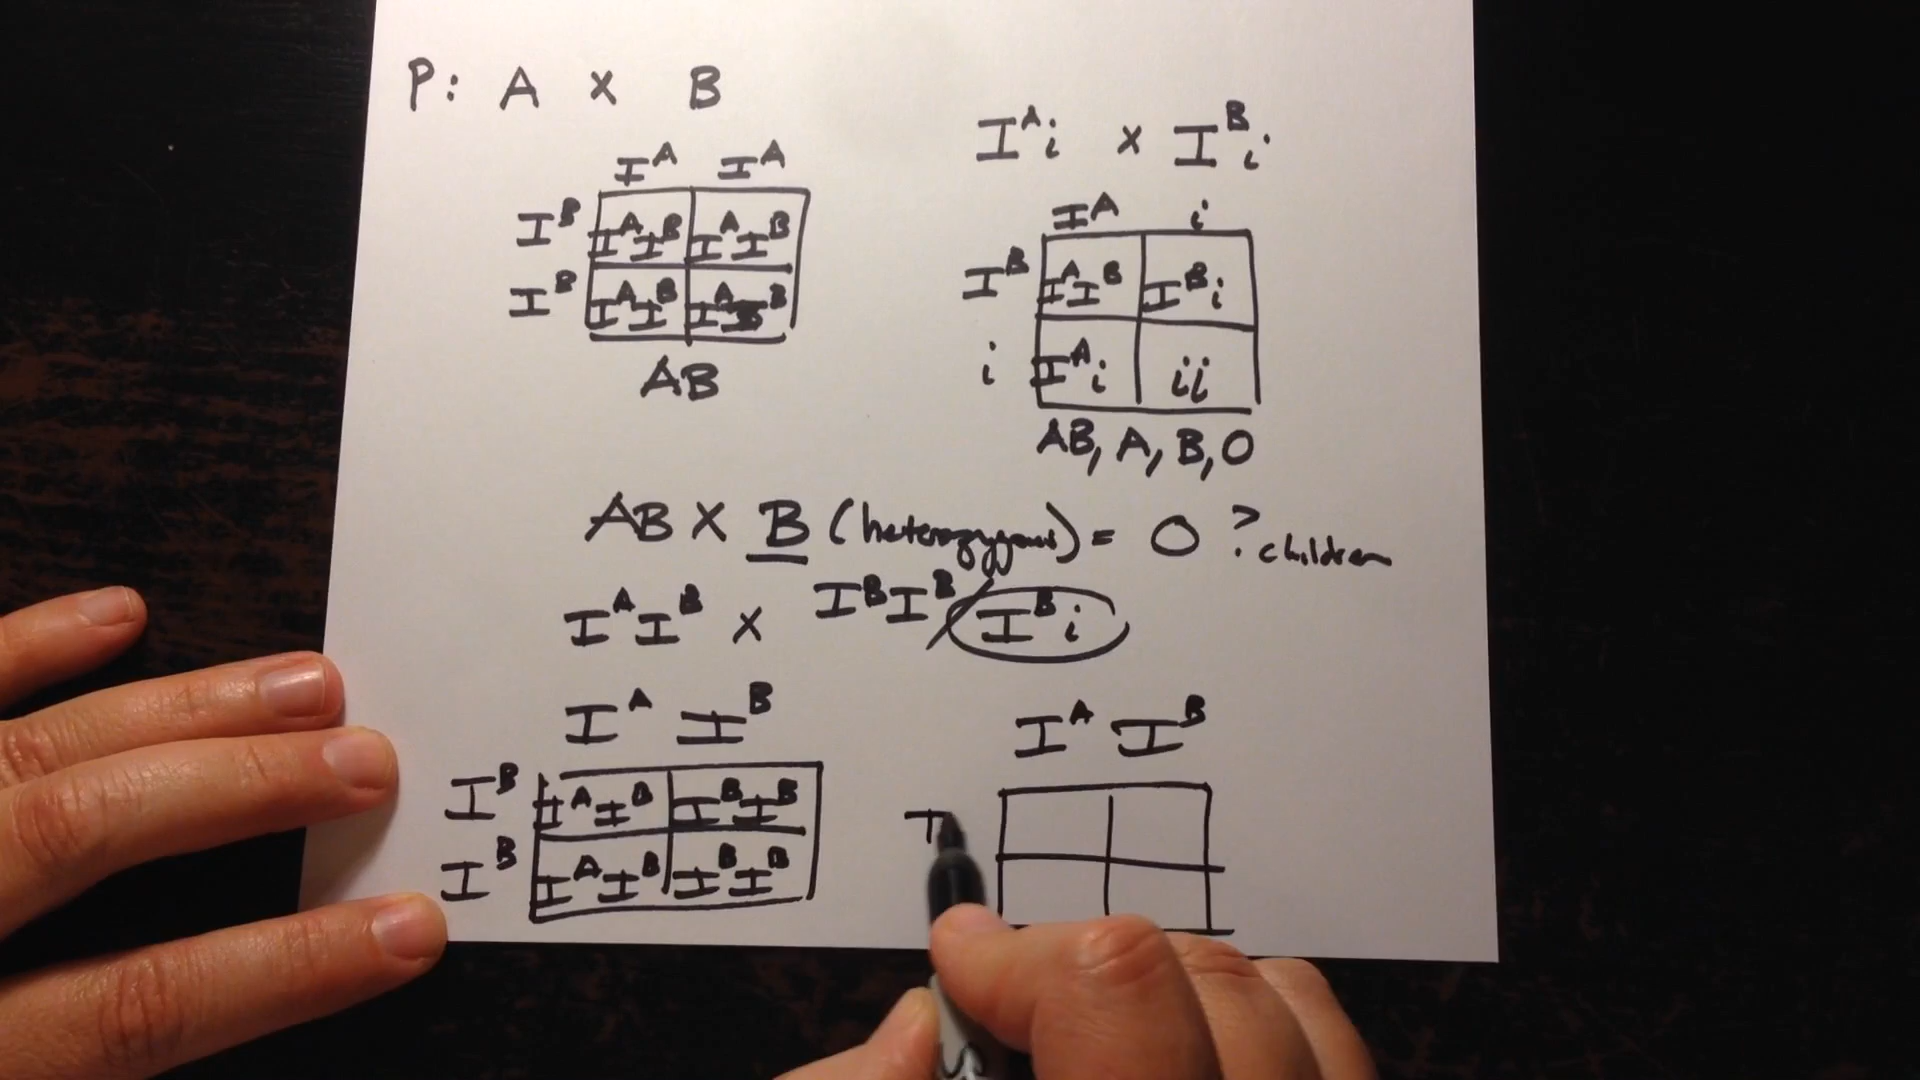 P: A x B
I^A I^A
I^B I^A I^B I^A I^B
I^B I^A I^B I^A I^B
AB
I^A i x I^B i
I^A i
I^B I^A I^B I^B i
i I^A i ii
AB, A, B, O
AB X B (heterozygous) = O ? children
I^A I^B x I^B I^B / I^B i
I^A I^B
I^B I^A I^B I^B I^B
I^B I^A I^B I^B I^B
I^A I^B